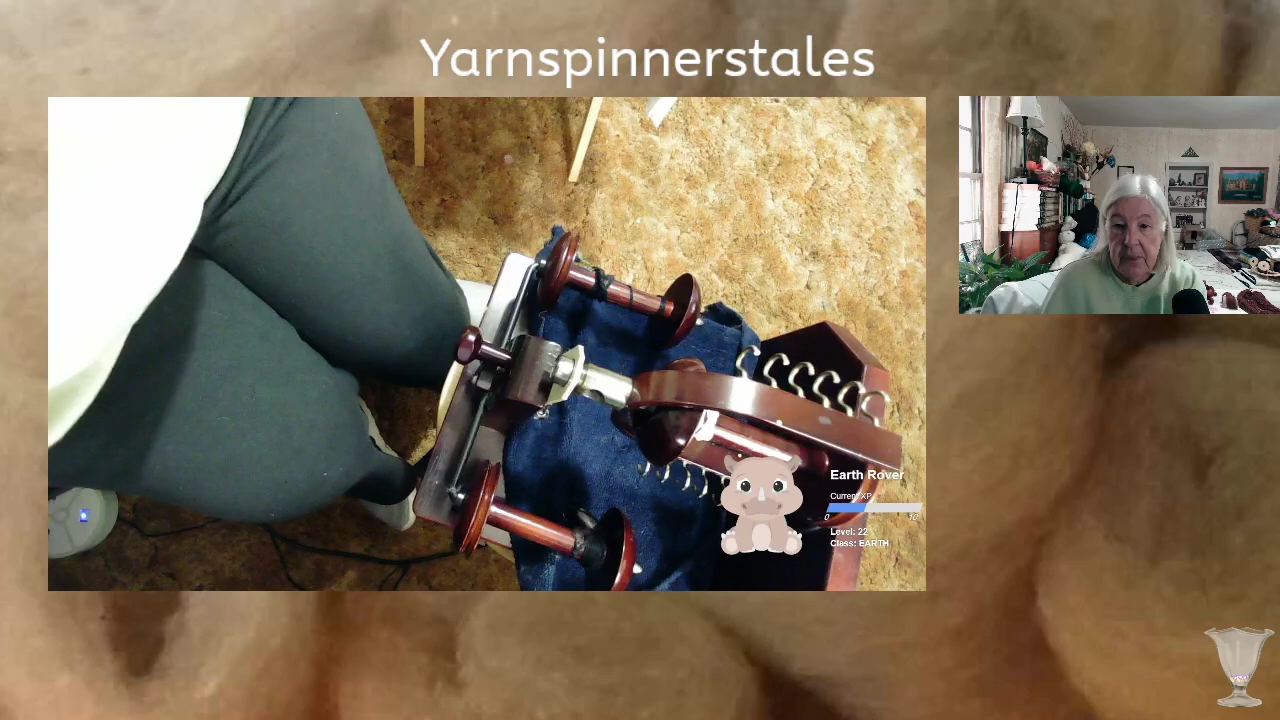 Yarnspinnerstales
Earth Rover
Current XP
0 10
Level: 22
Class: EARTH